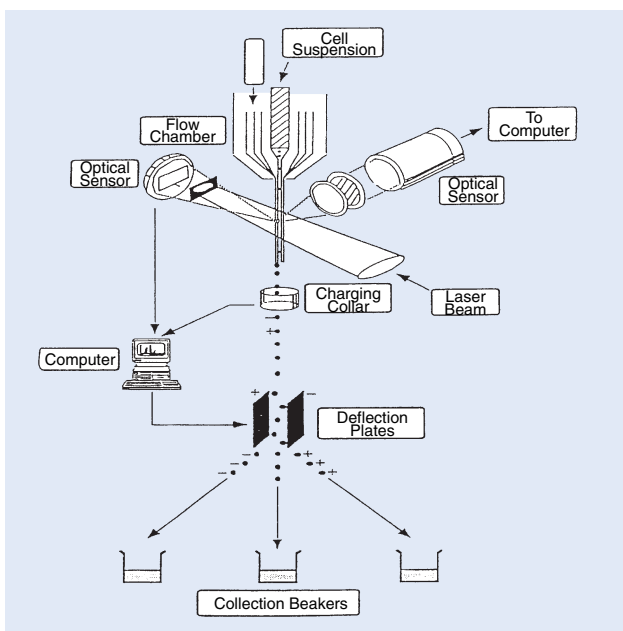 Cell
Suspension
Flow
Chamber
To
Computer
Optical
Sensor
Optical
Sensor
Charging
Collar
Laser
Beam
−
+
Computer
+
−
Deflection
Plates
−
−
−
+
+
+
Collection Beakers